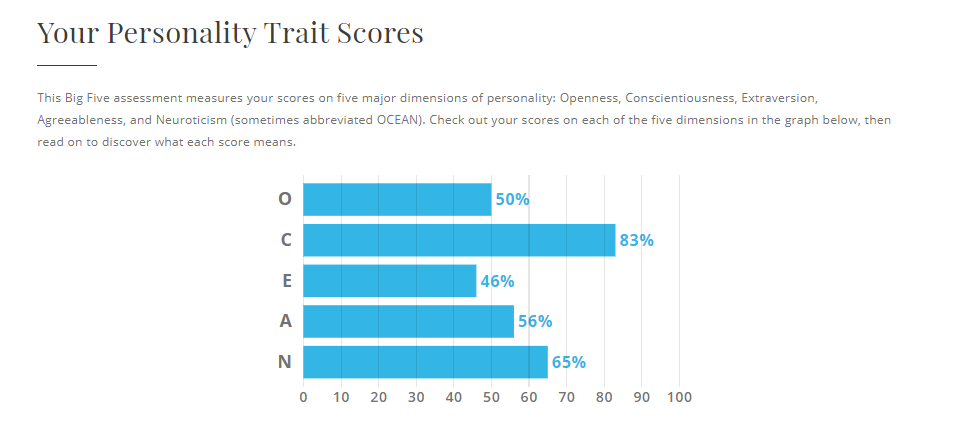 Your Personality Trait Scores
This Big Five assessment measures your scores on five major dimensions of personality: Openness, Conscientiousness, Extraversion,
Agreeableness, and Neuroticism (sometimes abbreviated OCEAN). Check out your scores on each of the five dimensions in the graph below, then
read on to discover what each score means.
O 50%
C 83%
E 46%
A 56%
N 65%
0 10 20 30 40 50 60 70 80 90 100